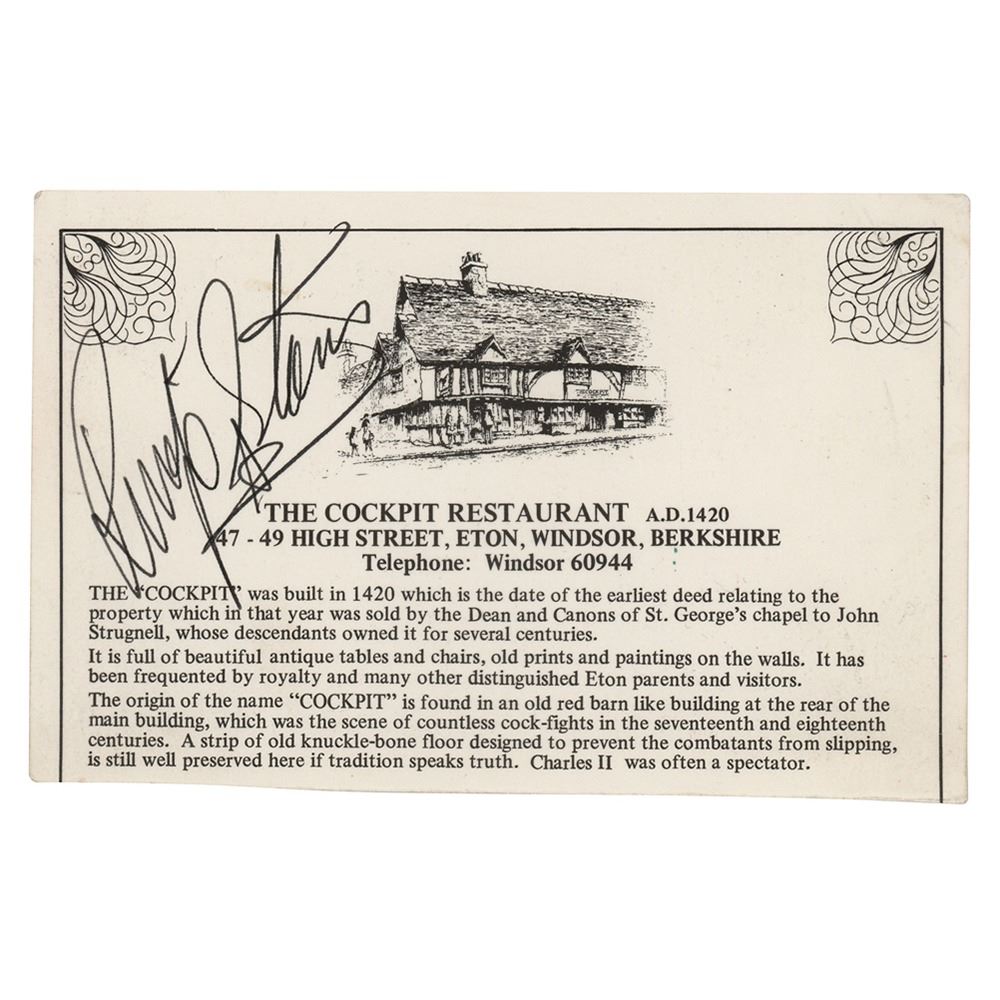 Ringo Starr
THE COCKPIT
THE COCKPIT RESTAURANT A.D.1420
47 - 49 HIGH STREET, ETON, WINDSOR, BERKSHIRE
Telephone: Windsor 60944
THE “COCKPIT” was built in 1420 which is the date of the earliest deed relating to the
property which in that year was sold by the Dean and Canons of St. George’s chapel to John
Strugnell, whose descendants owned it for several centuries.
It is full of beautiful antique tables and chairs, old prints and paintings on the walls. It has
been frequented by royalty and many other distinguished Eton parents and visitors.
The origin of the name “COCKPIT” is found in an old red barn like building at the rear of the
main building, which was the scene of countless cock-fights in the seventeenth and eighteenth
centuries. A strip of old knuckle-bone floor designed to prevent the combatants from slipping,
is still well preserved here if tradition speaks truth. Charles II was often a spectator.